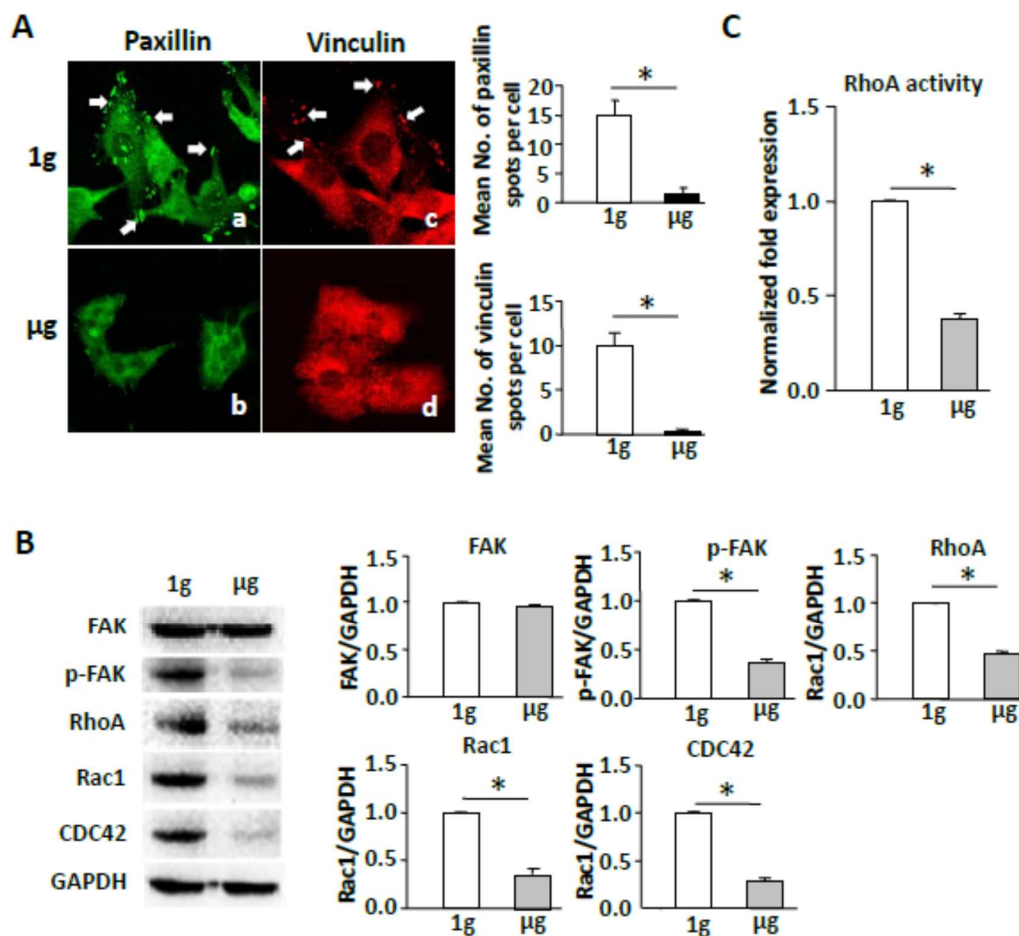 A
Paxillin
Vinculin
1g
µg
a
c
b
d
Mean No. of paxillin
spots per cell
20
15
10
5
0
*
1g
µg
Mean No. of vinculin
spots per cell
15
10
5
0
*
1g
µg
C
RhoA activity
Normalized fold expression
1.5
1.0
0.5
0.0
*
1g
µg
B
1g
µg
FAK
p-FAK
RhoA
Rac1
CDC42
GAPDH
FAK
FAK/GAPDH
1.5
1.0
0.5
0.0
1g
µg
p-FAK
p-FAK/GAPDH
1.5
1.0
0.5
0.0
*
1g
µg
RhoA
Rac1/GAPDH
1.5
1.0
0.5
0.0
*
1g
µg
Rac1
Rac1/GAPDH
1.5
1.0
0.5
0.0
*
1g
µg
CDC42
Rac1/GAPDH
1.5
1.0
0.5
0.0
*
1g
µg